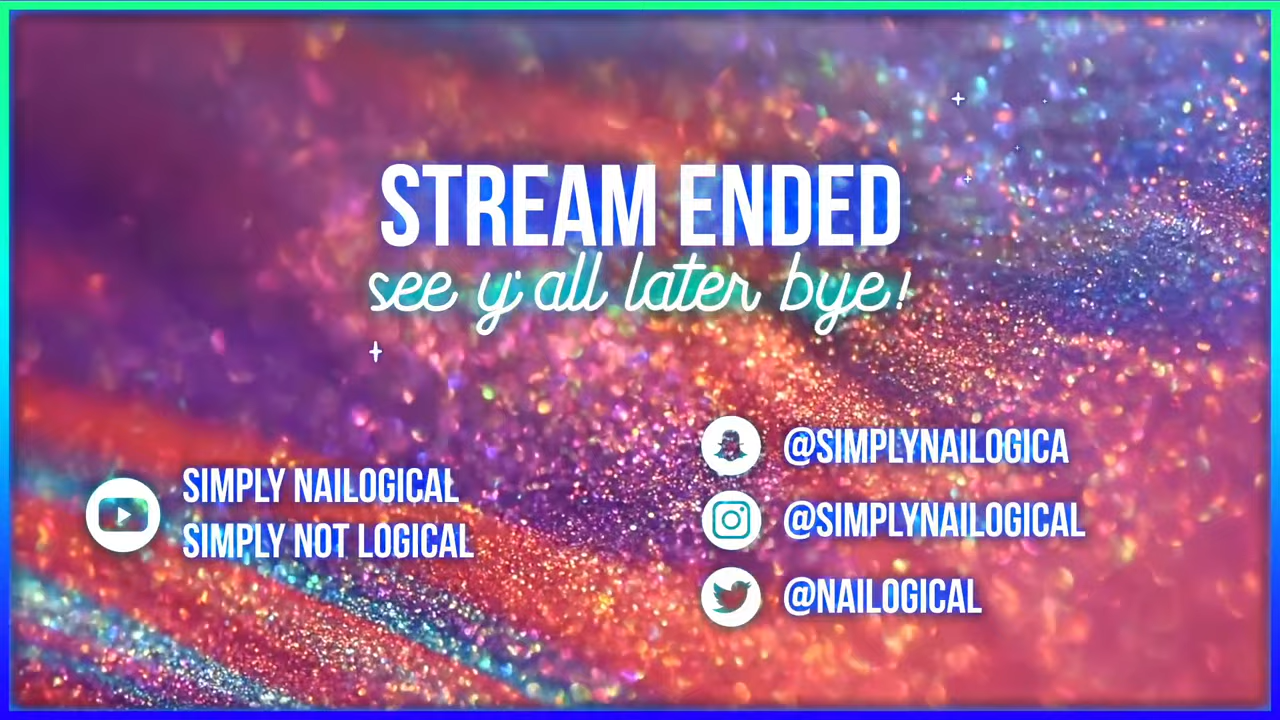 STREAM ENDED
see y'all later bye!
SIMPLY NAILOGICAL
SIMPLY NOT LOGICAL
@SIMPLYNAILOGICA
@SIMPLYNAILOGICAL
@NAILOGICAL